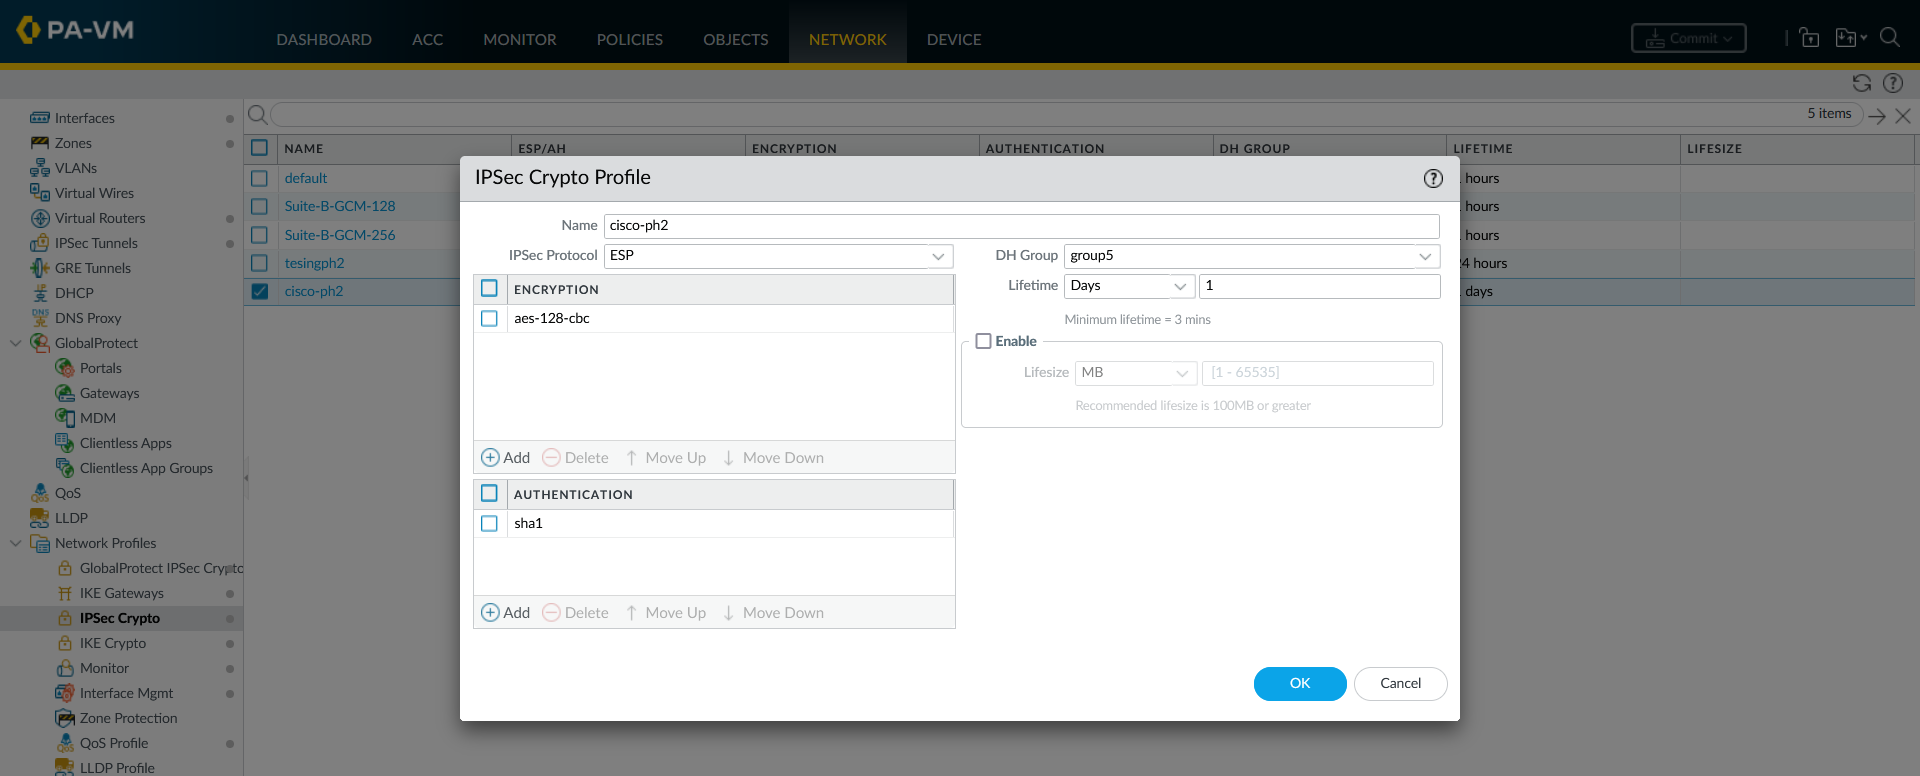 PA-VM
DASHBOARD ACC MONITOR POLICIES OBJECTS NETWORK DEVICE
Commit
5 items
Interfaces
Zones
VLANs
Virtual Wires
Virtual Routers
IPSec Tunnels
GRE Tunnels
DHCP
DNS Proxy
GlobalProtect
Portals
Gateways
MDM
Clientless Apps
Clientless App Groups
QoS
LLDP
Network Profiles
GlobalProtect IPSec Crypto
IKE Gateways
IPSec Crypto
IKE Crypto
Monitor
Interface Mgmt
Zone Protection
QoS Profile
LLDP Profile
NAME ESP/AH ENCRYPTION AUTHENTICATION DH GROUP LIFETIME LIFESIZE
default hours
Suite-B-GCM-128 hours
Suite-B-GCM-256 hours
tesingph2 24 hours
cisco-ph2 days
IPSec Crypto Profile
Name cisco-ph2
IPSec Protocol ESP
DH Group group5
Lifetime Days 1
Minimum lifetime = 3 mins
Enable
Lifesize MB [1 - 65535]
Recommended lifesize is 100MB or greater
ENCRYPTION
aes-128-cbc
Add Delete Move Up Move Down
AUTHENTICATION
sha1
Add Delete Move Up Move Down
OK Cancel